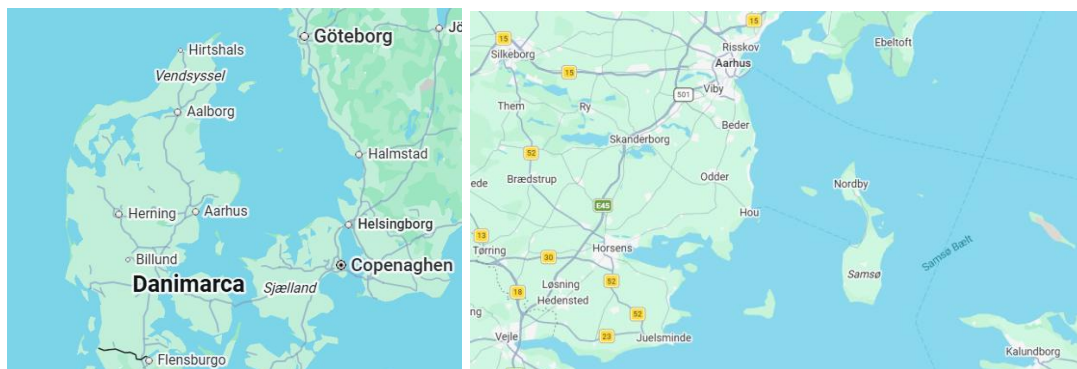 Hirtshals
Göteborg
Jö
Vendsyssel
Aalborg
Halmstad
Herning
Aarhus
Helsingborg
Billund
Copenaghen
Danimarca
Sjælland
Flensburgo
15
15
Silkeborg
Risskov
Ebeltoft
Aarhus
15
501
Viby
Them
Ry
Beder
Skanderborg
52
Brædstrup
ede
Odder
Nordby
E45
Hou
13
Tørring
Horsens
30
Samsø Bælt
Samsø
18
Løsning
52
Hedensted
ng
52
23
Vejle
Juelsminde
Kalundborg